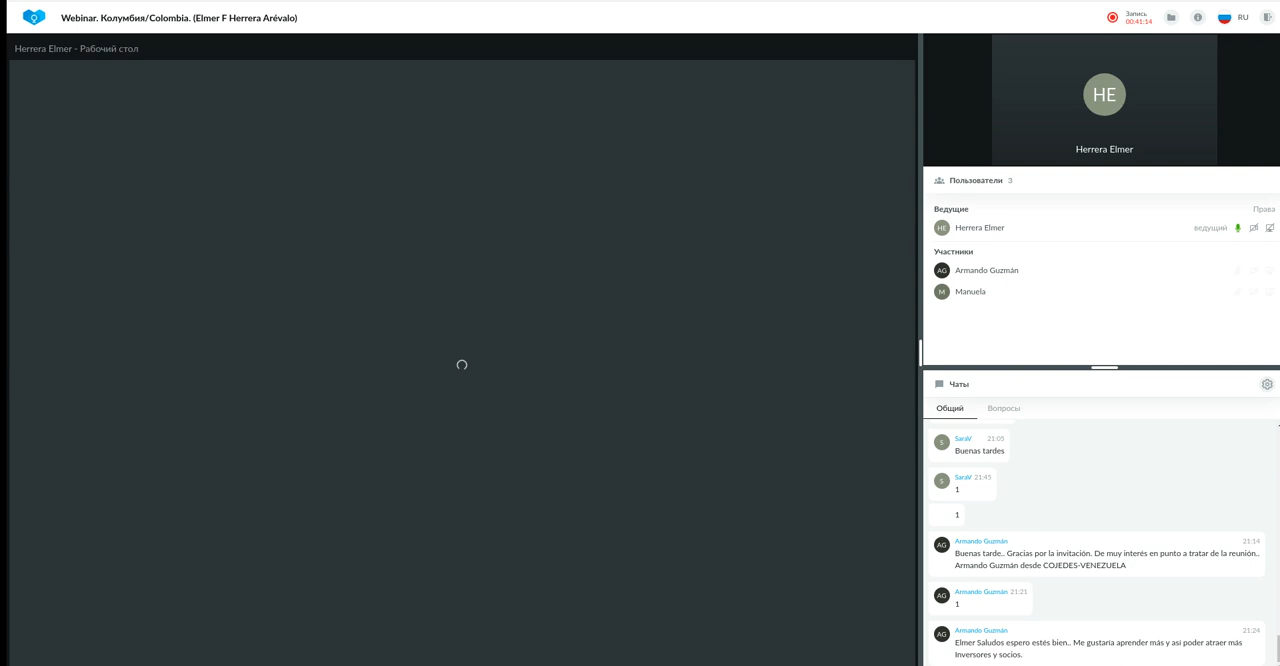 Webinar. Колумбия/Colombia. (Elmer F Herrera Arévalo)
Запись
00:41:14
RU
Herrera Elmer - Рабочий стол
HE
Herrera Elmer
Пользователи 3
Ведущие Права
HE Herrera Elmer ведущий
Участники
AG Armando Guzmán
M Manuela
Чаты
Общий Вопросы
S SaraV 21:05
Buenas tardes
S SaraV 21:45
1
1
AG Armando Guzmán 21:14
Buenas tarde.. Gracias por la invitación. De muy interés en punto a tratar de la reunión..
Armando Guzmán desde COJEDES-VENEZUELA
AG Armando Guzmán 21:21
1
AG Armando Guzmán 21:24
Elmer Saludos espero estés bien.. Me gustaría aprender más y así poder atraer más
Inversores y socios.